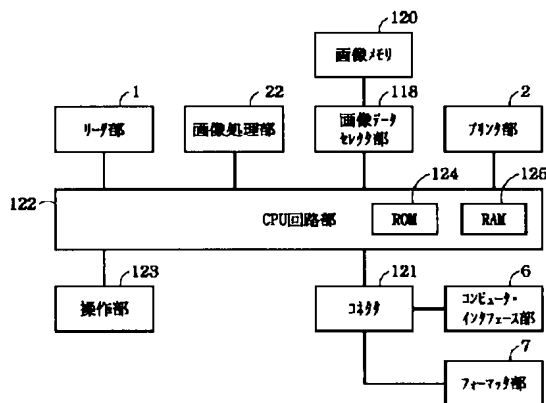 120
画像メモリ
1
リーダ部
22
画像処理部
118
画像データ
セレクタ部
2
プリンタ部
122
CPU回路部
124
ROM
125
RAM
123
操作部
121
コネクタ
6
コンピュータ・
インタフェース部
7
フォーマッタ部